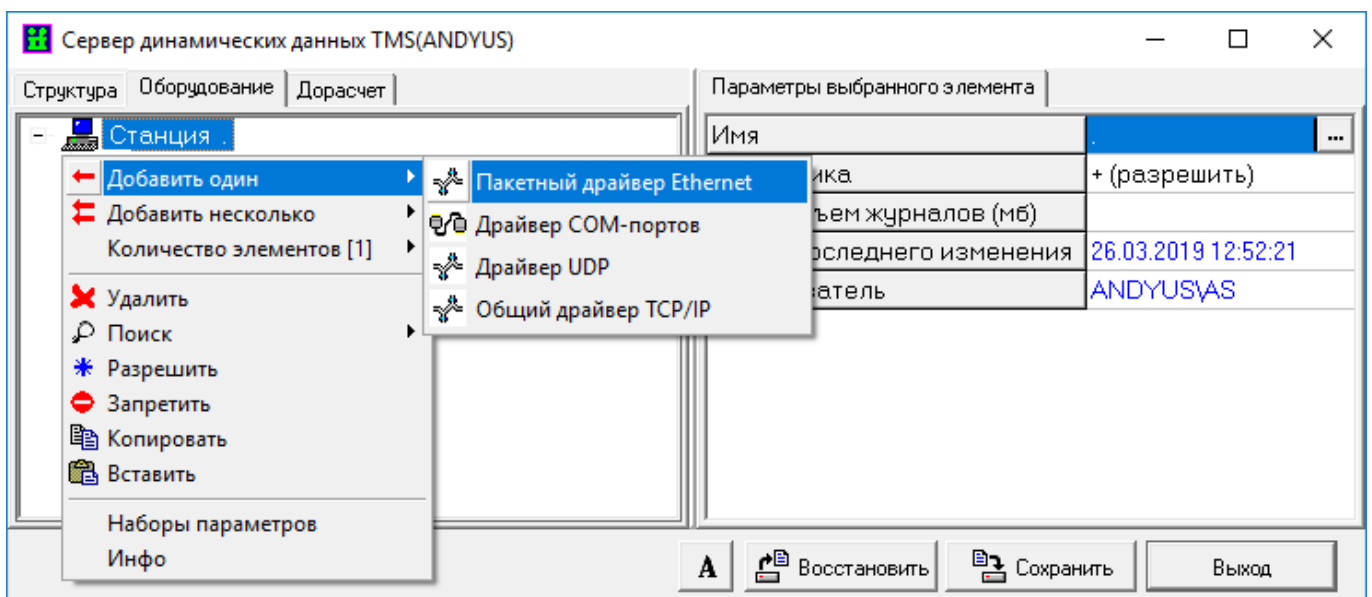 Сервер динамических данных TMS(ANDYUS)
Структура Оборудование Дорасчет
Параметры выбранного элемента
Станция .
Имя .
...
Добавить один
Добавить несколько
Количество элементов [1]
Удалить
Поиск
Разрешить
Запретить
Копировать
Вставить
Наборы параметров
Инфо
Пакетный драйвер Ethernet
Драйвер COM-портов
Драйвер UDP
Общий драйвер TCP/IP
ика + (разрешить)
ъем журналов (мб)
оследнего изменения 26.03.2019 12:52:21
ватель ANDYUS\AS
A Восстановить Сохранить Выход